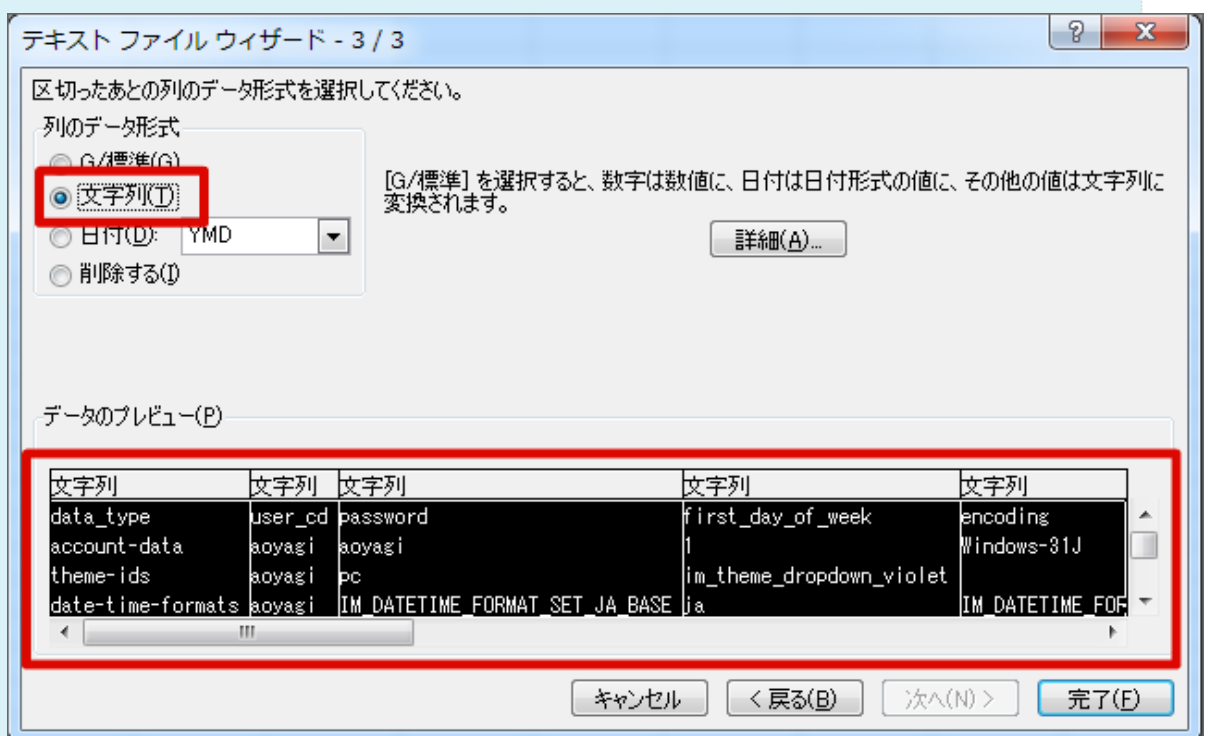 テキスト ファイル ウィザード - 3 / 3
区切ったあとの列のデータ形式を選択してください。
列のデータ形式
G/標準(G)
文字列(T)
日付(D): YMD
削除する(I)
[G/標準] を選択すると、数字は数値に、日付は日付形式の値に、その他の値は文字列に
変換されます。
詳細(A)...
データのプレビュー(P)
文字列 文字列 文字列 文字列 文字列
data_type user_cd password first_day_of_week encoding
account-data aoyagi aoyagi 1 Windows-31J
theme-ids aoyagi pc im_theme_dropdown_violet
date-time-formats aoyagi IM_DATETIME_FORMAT_SET_JA_BASE ja IM_DATETIME_FOR
キャンセル < 戻る(B) 次へ(N) > 完了(F)